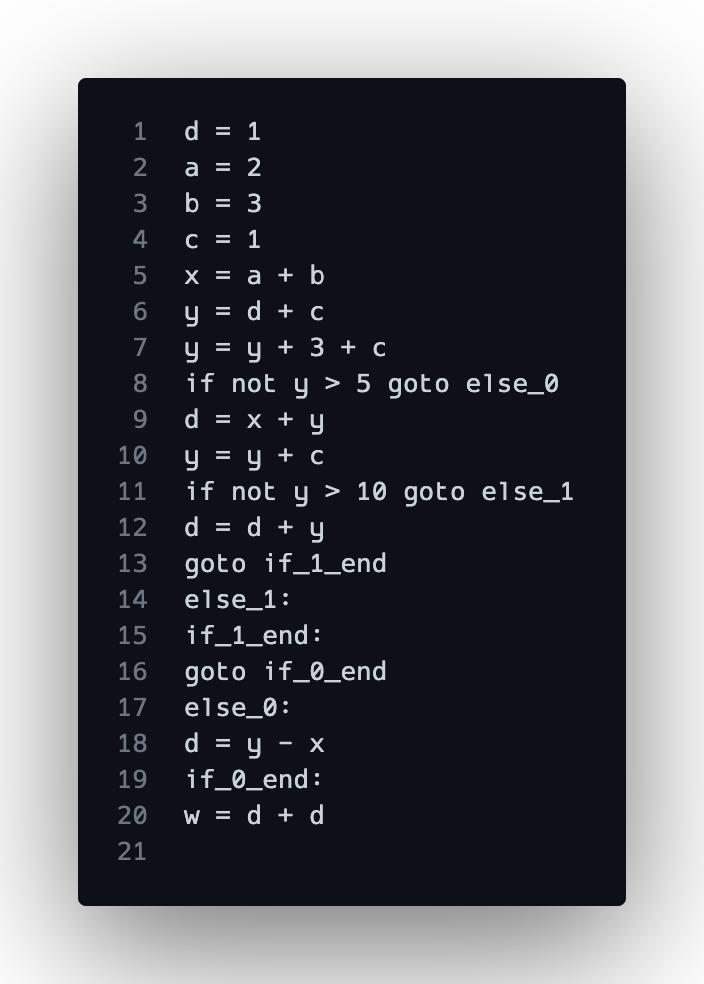 1 d = 1
2 a = 2
3 b = 3
4 c = 1
5 x = a + b
6 y = d + c
7 y = y + 3 + c
8 if not y > 5 goto else_0
9 d = x + y
10 y = y + c
11 if not y > 10 goto else_1
12 d = d + y
13 goto if_1_end
14 else_1:
15 if_1_end:
16 goto if_0_end
17 else_0:
18 d = y - x
19 if_0_end:
20 w = d + d
21